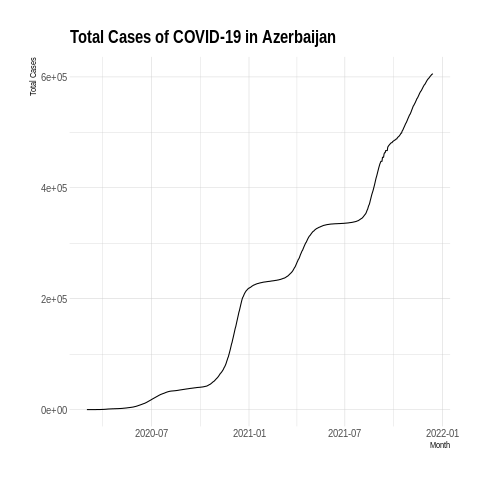 Total Cases of COVID-19 in Azerbaijan
Total Cases
6e+05
4e+05
2e+05
0e+00
2020-07 2021-01 2021-07 2022-01
Month